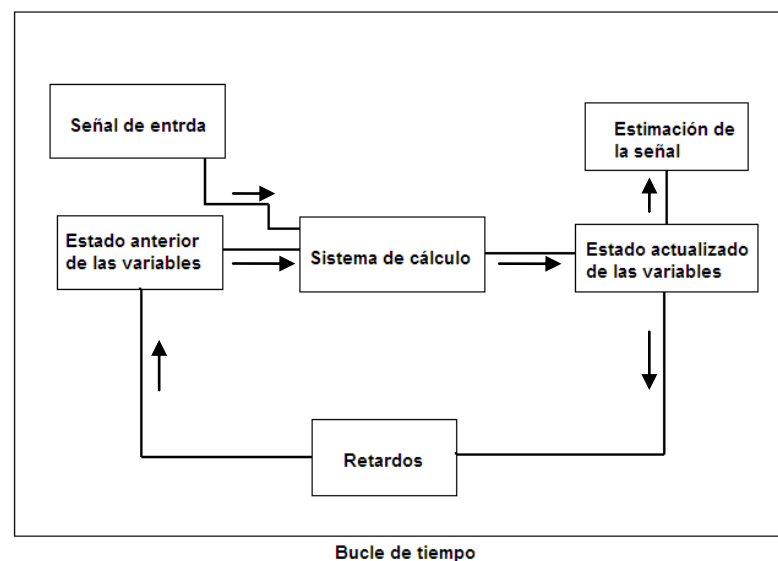 Señal de entrda
Estimación de
la señal
Estado anterior
de las variables
Sistema de cálculo
Estado actualizado
de las variables
Retardos
Bucle de tiempo